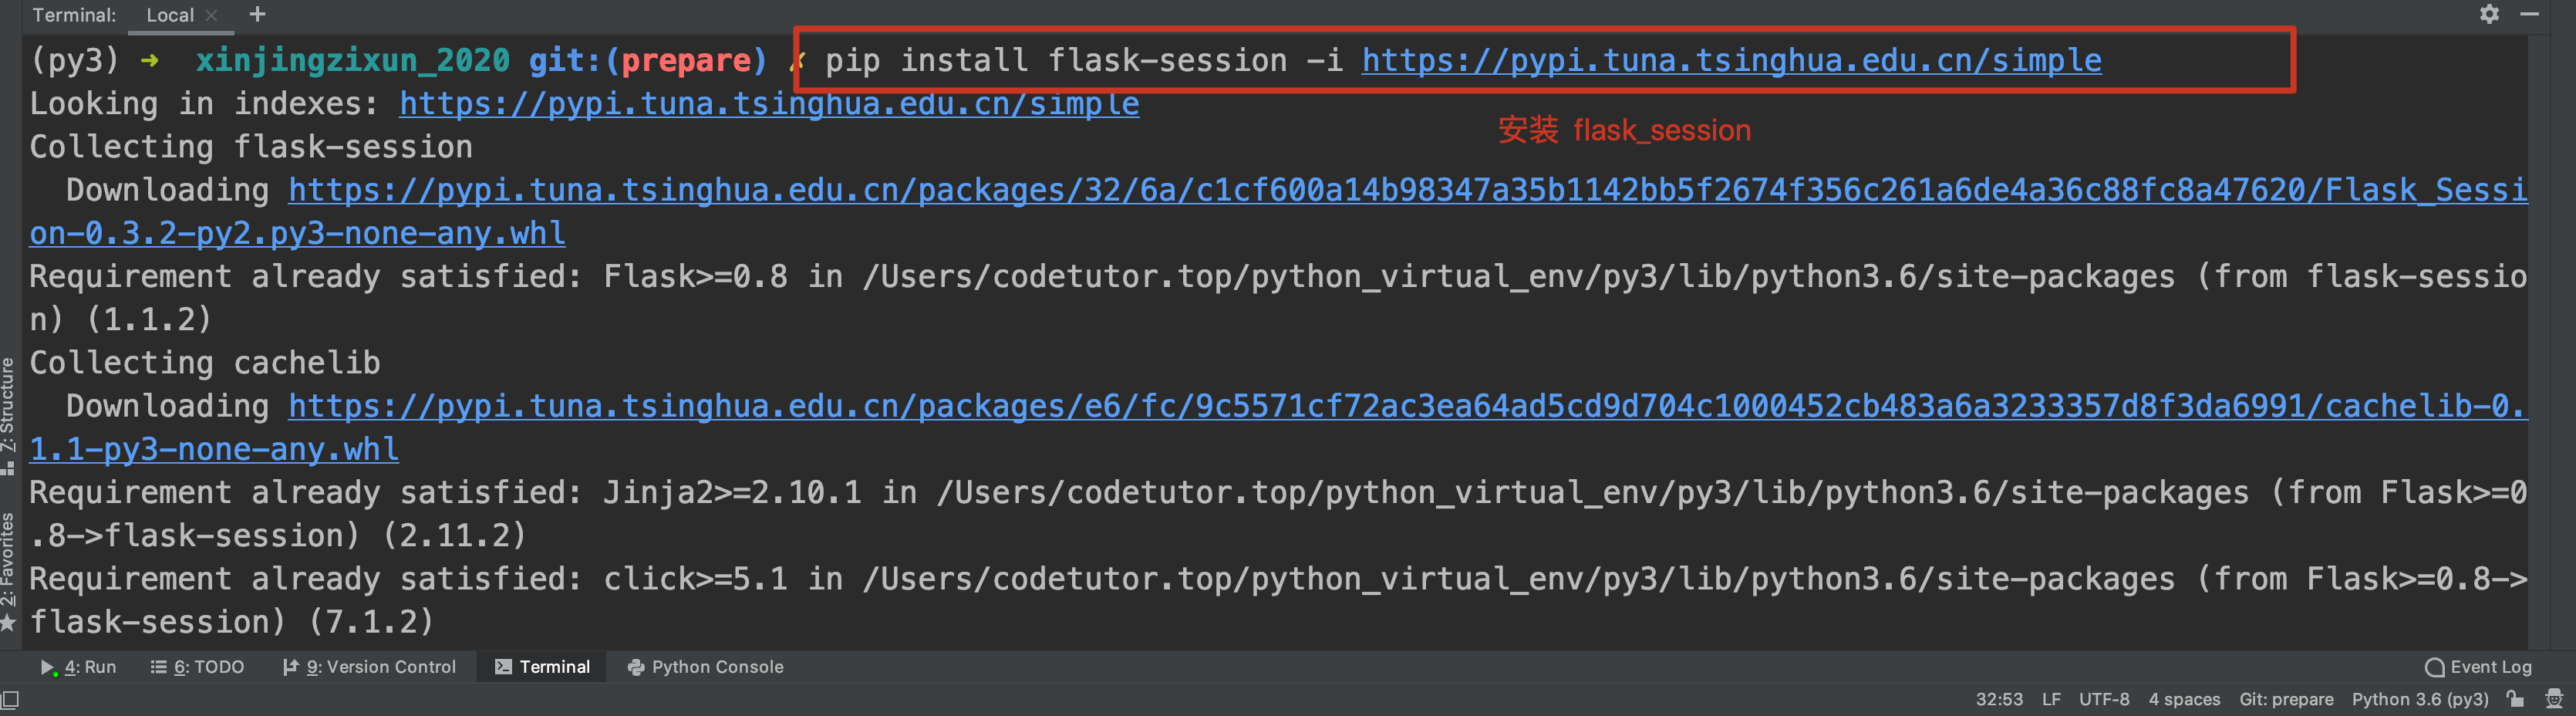 Terminal: Local × +
(py3) ➜ xinjingzixun_2020 git:(prepare) ✗ pip install flask-session -i https://pypi.tuna.tsinghua.edu.cn/simple
Looking in indexes: https://pypi.tuna.tsinghua.edu.cn/simple
安装 flask_session
Collecting flask-session
Downloading https://pypi.tuna.tsinghua.edu.cn/packages/32/6a/c1cf600a14b98347a35b1142bb5f2674f356c261a6de4a36c88fc8a47620/Flask_Sessi
on-0.3.2-py2.py3-none-any.whl
Requirement already satisfied: Flask>=0.8 in /Users/codetutor.top/python_virtual_env/py3/lib/python3.6/site-packages (from flask-sessio
n) (1.1.2)
Collecting cachelib
Downloading https://pypi.tuna.tsinghua.edu.cn/packages/e6/fc/9c5571cf72ac3ea64ad5cd9d704c1000452cb483a6a3233357d8f3da6991/cachelib-0.
1.1-py3-none-any.whl
Requirement already satisfied: Jinja2>=2.10.1 in /Users/codetutor.top/python_virtual_env/py3/lib/python3.6/site-packages (from Flask>=0
.8->flask-session) (2.11.2)
Requirement already satisfied: click>=5.1 in /Users/codetutor.top/python_virtual_env/py3/lib/python3.6/site-packages (from Flask>=0.8->
flask-session) (7.1.2)
7: Structure
2: Favorites
4: Run 6: TODO 9: Version Control Terminal Python Console Event Log
32:53 LF UTF-8 4 spaces Git: prepare Python 3.6 (py3)